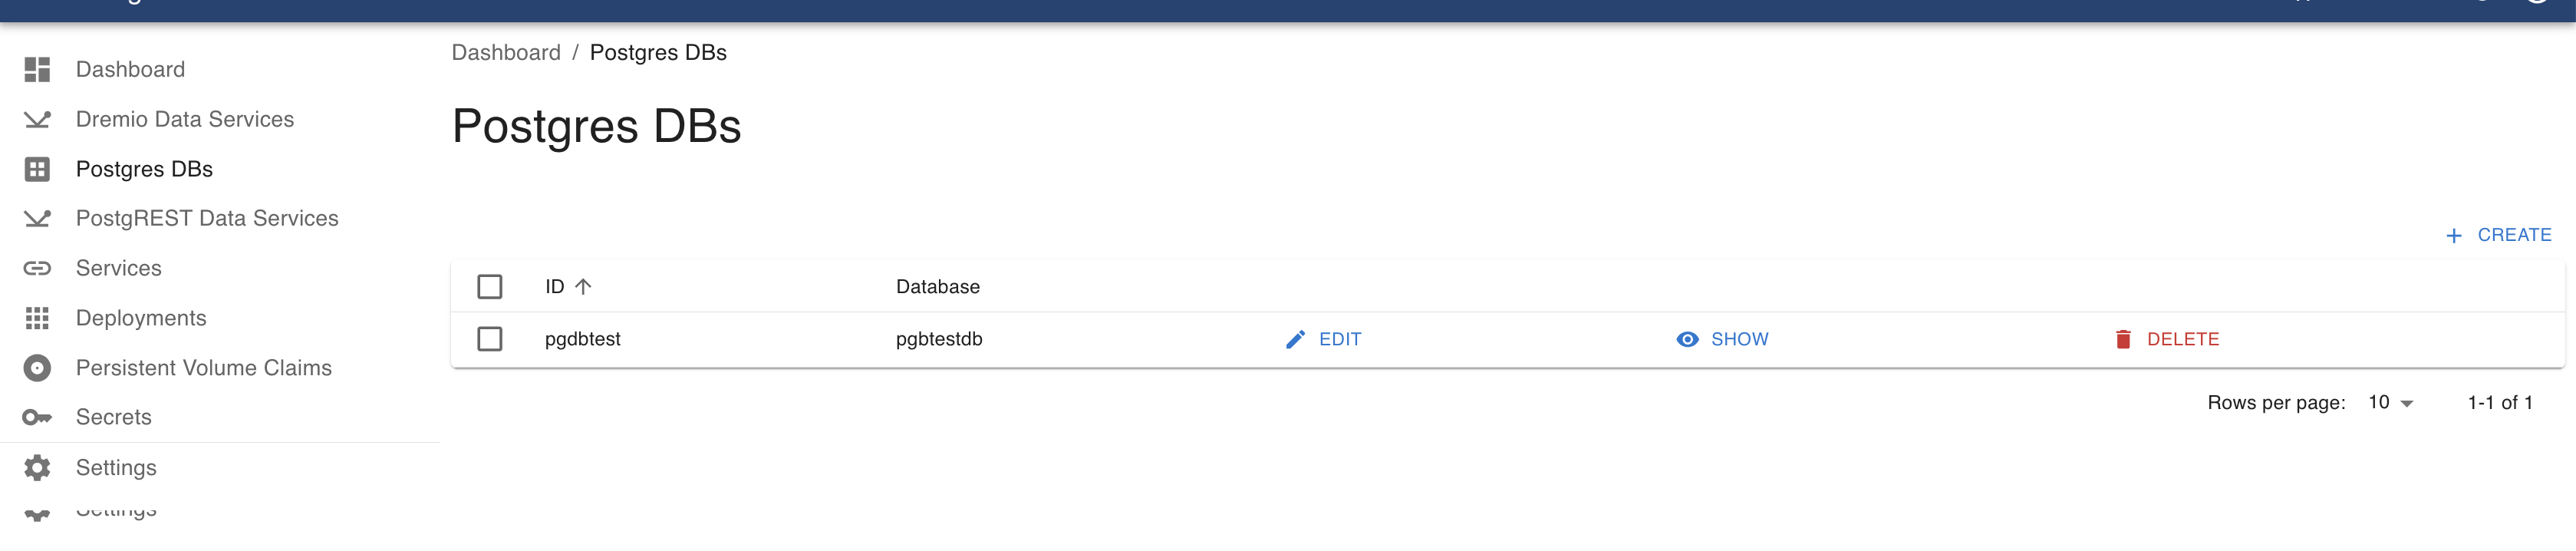 Dashboard / Postgres DBs
Dashboard
Dremio Data Services
Postgres DBs
PostgREST Data Services
Services
Deployments
Persistent Volume Claims
Secrets
Settings
Settings
Postgres DBs
+ CREATE
ID Database
pgdbtest pgbtestdb EDIT SHOW DELETE
Rows per page: 10 1-1 of 1